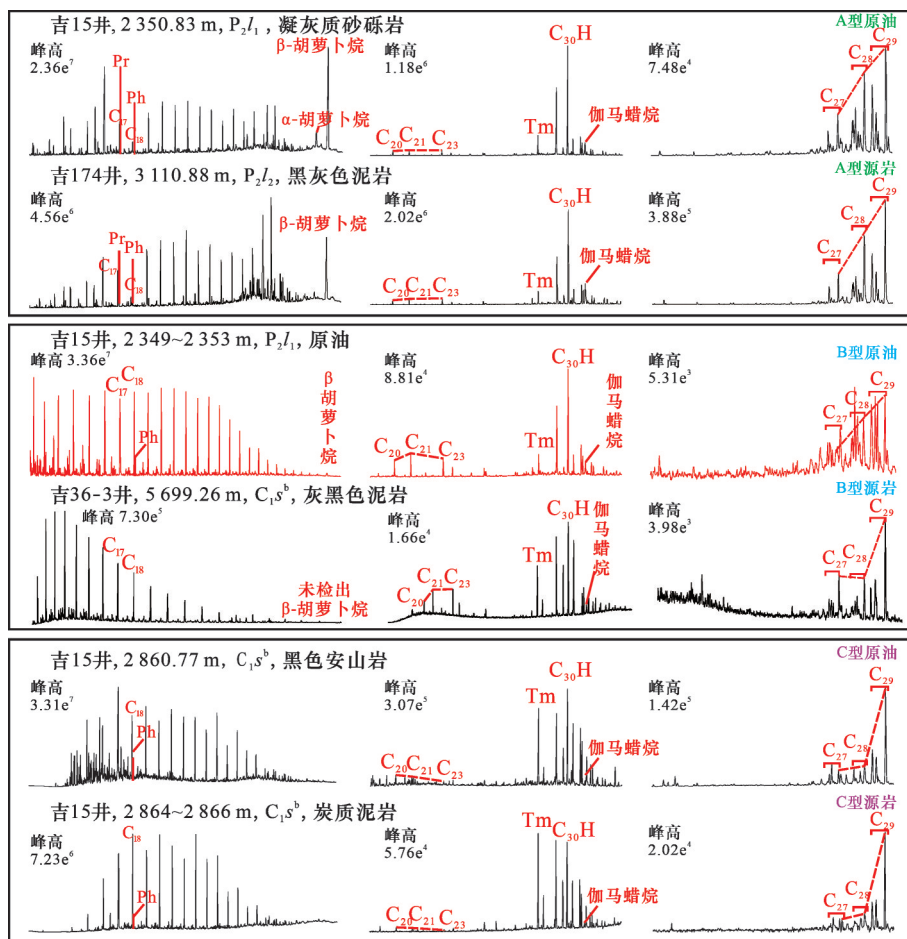 吉15井, 2 350.83 m, P₂l₁, 凝灰质砂砾岩
A型原油
峰高
2.36e⁷
Pr
Ph
C₁₇
C₁₈
β-胡萝卜烷
α-胡萝卜烷
峰高
1.18e⁶
C₂₀
C₂₁
C₂₃
Tm
C₃₀H
伽马蜡烷
峰高
7.48e⁴
C₂₇
C₂₈
C₂₉
吉174井, 3 110.88 m, P₂l₂, 黑灰色泥岩
A型源岩
峰高
4.56e⁶
Pr
Ph
C₁₇
C₁₈
β-胡萝卜烷
峰高
2.02e⁶
C₂₀
C₂₁
C₂₃
Tm
C₃₀H
伽马蜡烷
峰高
3.88e⁵
C₂₇
C₂₈
C₂₉
吉15井, 2 349~2 353 m, P₂l₁, 原油
B型原油
峰高 3.36e⁷
C₁₇
C₁₈
Ph
β
胡
萝
卜
烷
峰高
8.81e⁴
C₂₀
C₂₁
C₂₃
Tm
C₃₀H
伽
马
蜡
烷
峰高
5.31e³
C₂₇
C₂₈
C₂₉
吉36-3井, 5 699.26 m, C₁sᵇ, 灰黑色泥岩
B型源岩
峰高 7.30e⁵
C₁₇
C₁₈
未检出
β-胡萝卜烷
峰高
1.66e⁴
C₂₀
C₂₁
C₂₃
Tm
C₃₀H
伽
马
蜡
烷
峰高
3.98e³
C₂₇
C₂₈
C₂₉
吉15井, 2 860.77 m, C₁sᵇ, 黑色安山岩
C型原油
峰高
3.31e⁷
C₁₈
Ph
峰高
3.07e⁵
C₂₀
C₂₁
C₂₃
Tm
C₃₀H
伽马蜡烷
峰高
1.42e⁵
C₂₇
C₂₈
C₂₉
吉15井, 2 864~2 866 m, C₁sᵇ, 炭质泥岩
C型源岩
峰高
7.23e⁶
C₁₈
Ph
峰高
5.76e⁴
C₂₀
C₂₁
C₂₃
Tm
C₃₀H
伽马蜡烷
峰高
2.02e⁴
C₂₇
C₂₈
C₂₉